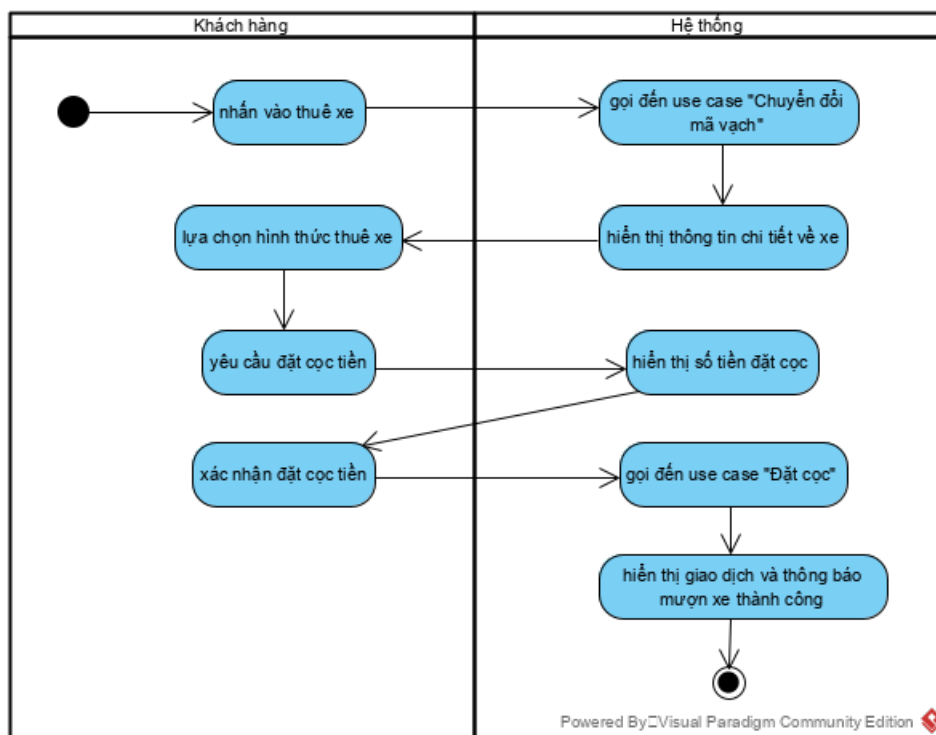 Khách hàng
Hệ thống
nhấn vào thuê xe
gọi đến use case "Chuyển đổi
mã vạch"
lựa chọn hình thức thuê xe
hiển thị thông tin chi tiết về xe
yêu cầu đặt cọc tiền
hiển thị số tiền đặt cọc
xác nhận đặt cọc tiền
gọi đến use case "Đặt cọc"
hiển thị giao dịch và thông báo
mượn xe thành công
Powered By□Visual Paradigm Community Edition